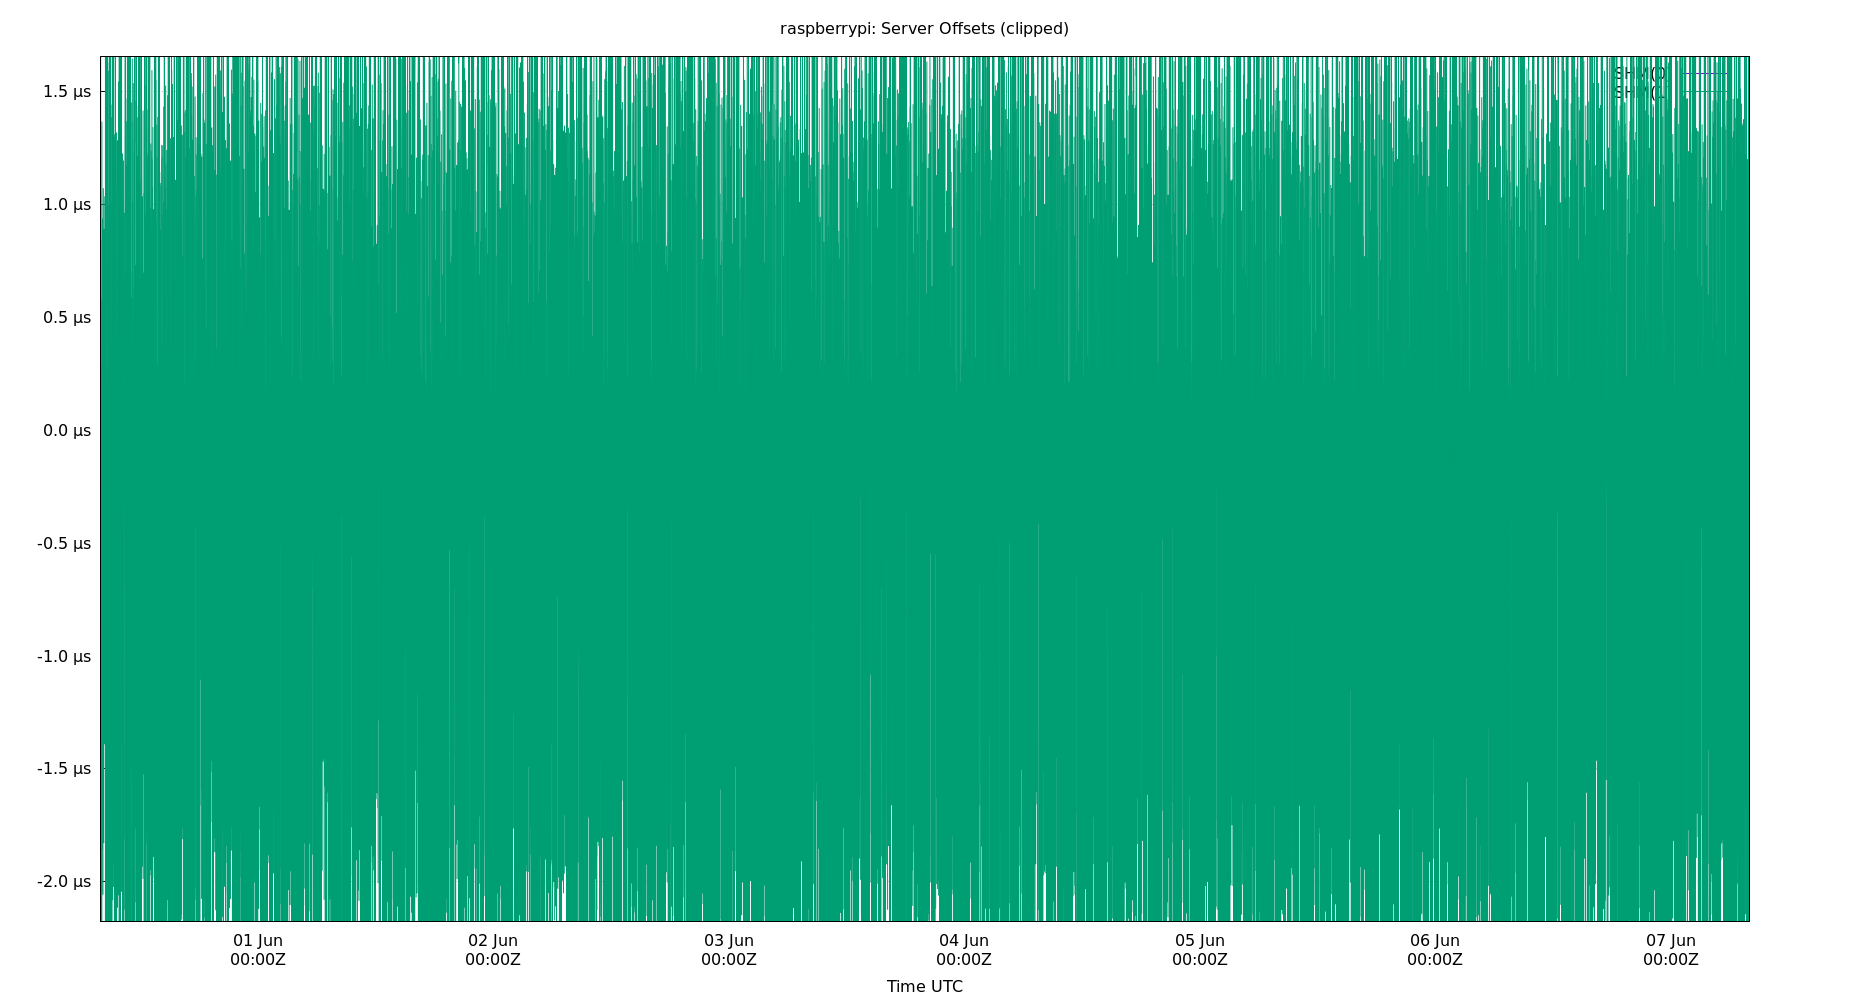 raspberrypi: Server Offsets (clipped)
SHM(0)
1.5 µs
1.0 µs
0.5 µs
0.0 µs
-0.5 µs
-1.0 µs
-1.5 µs
-2.0 µs
01 Jun 02 Jun 03 Jun 04 Jun 05 Jun 06 Jun 07 Jun
00:00Z 00:00Z 00:00Z 00:00Z 00:00Z 00:00Z 00:00Z
Time UTC